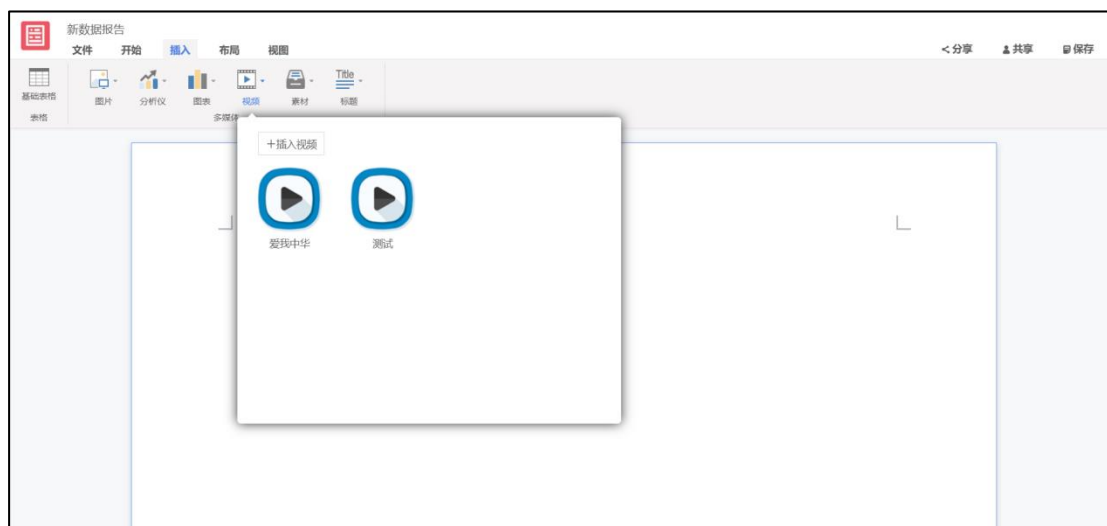 新数据报告
文件 开始 插入 布局 视图
分享 共享 保存
Title
基础表格 图片 分析仪 图表 视频 素材 标题
表格 多媒体
+插入视频
爱我中华 测试